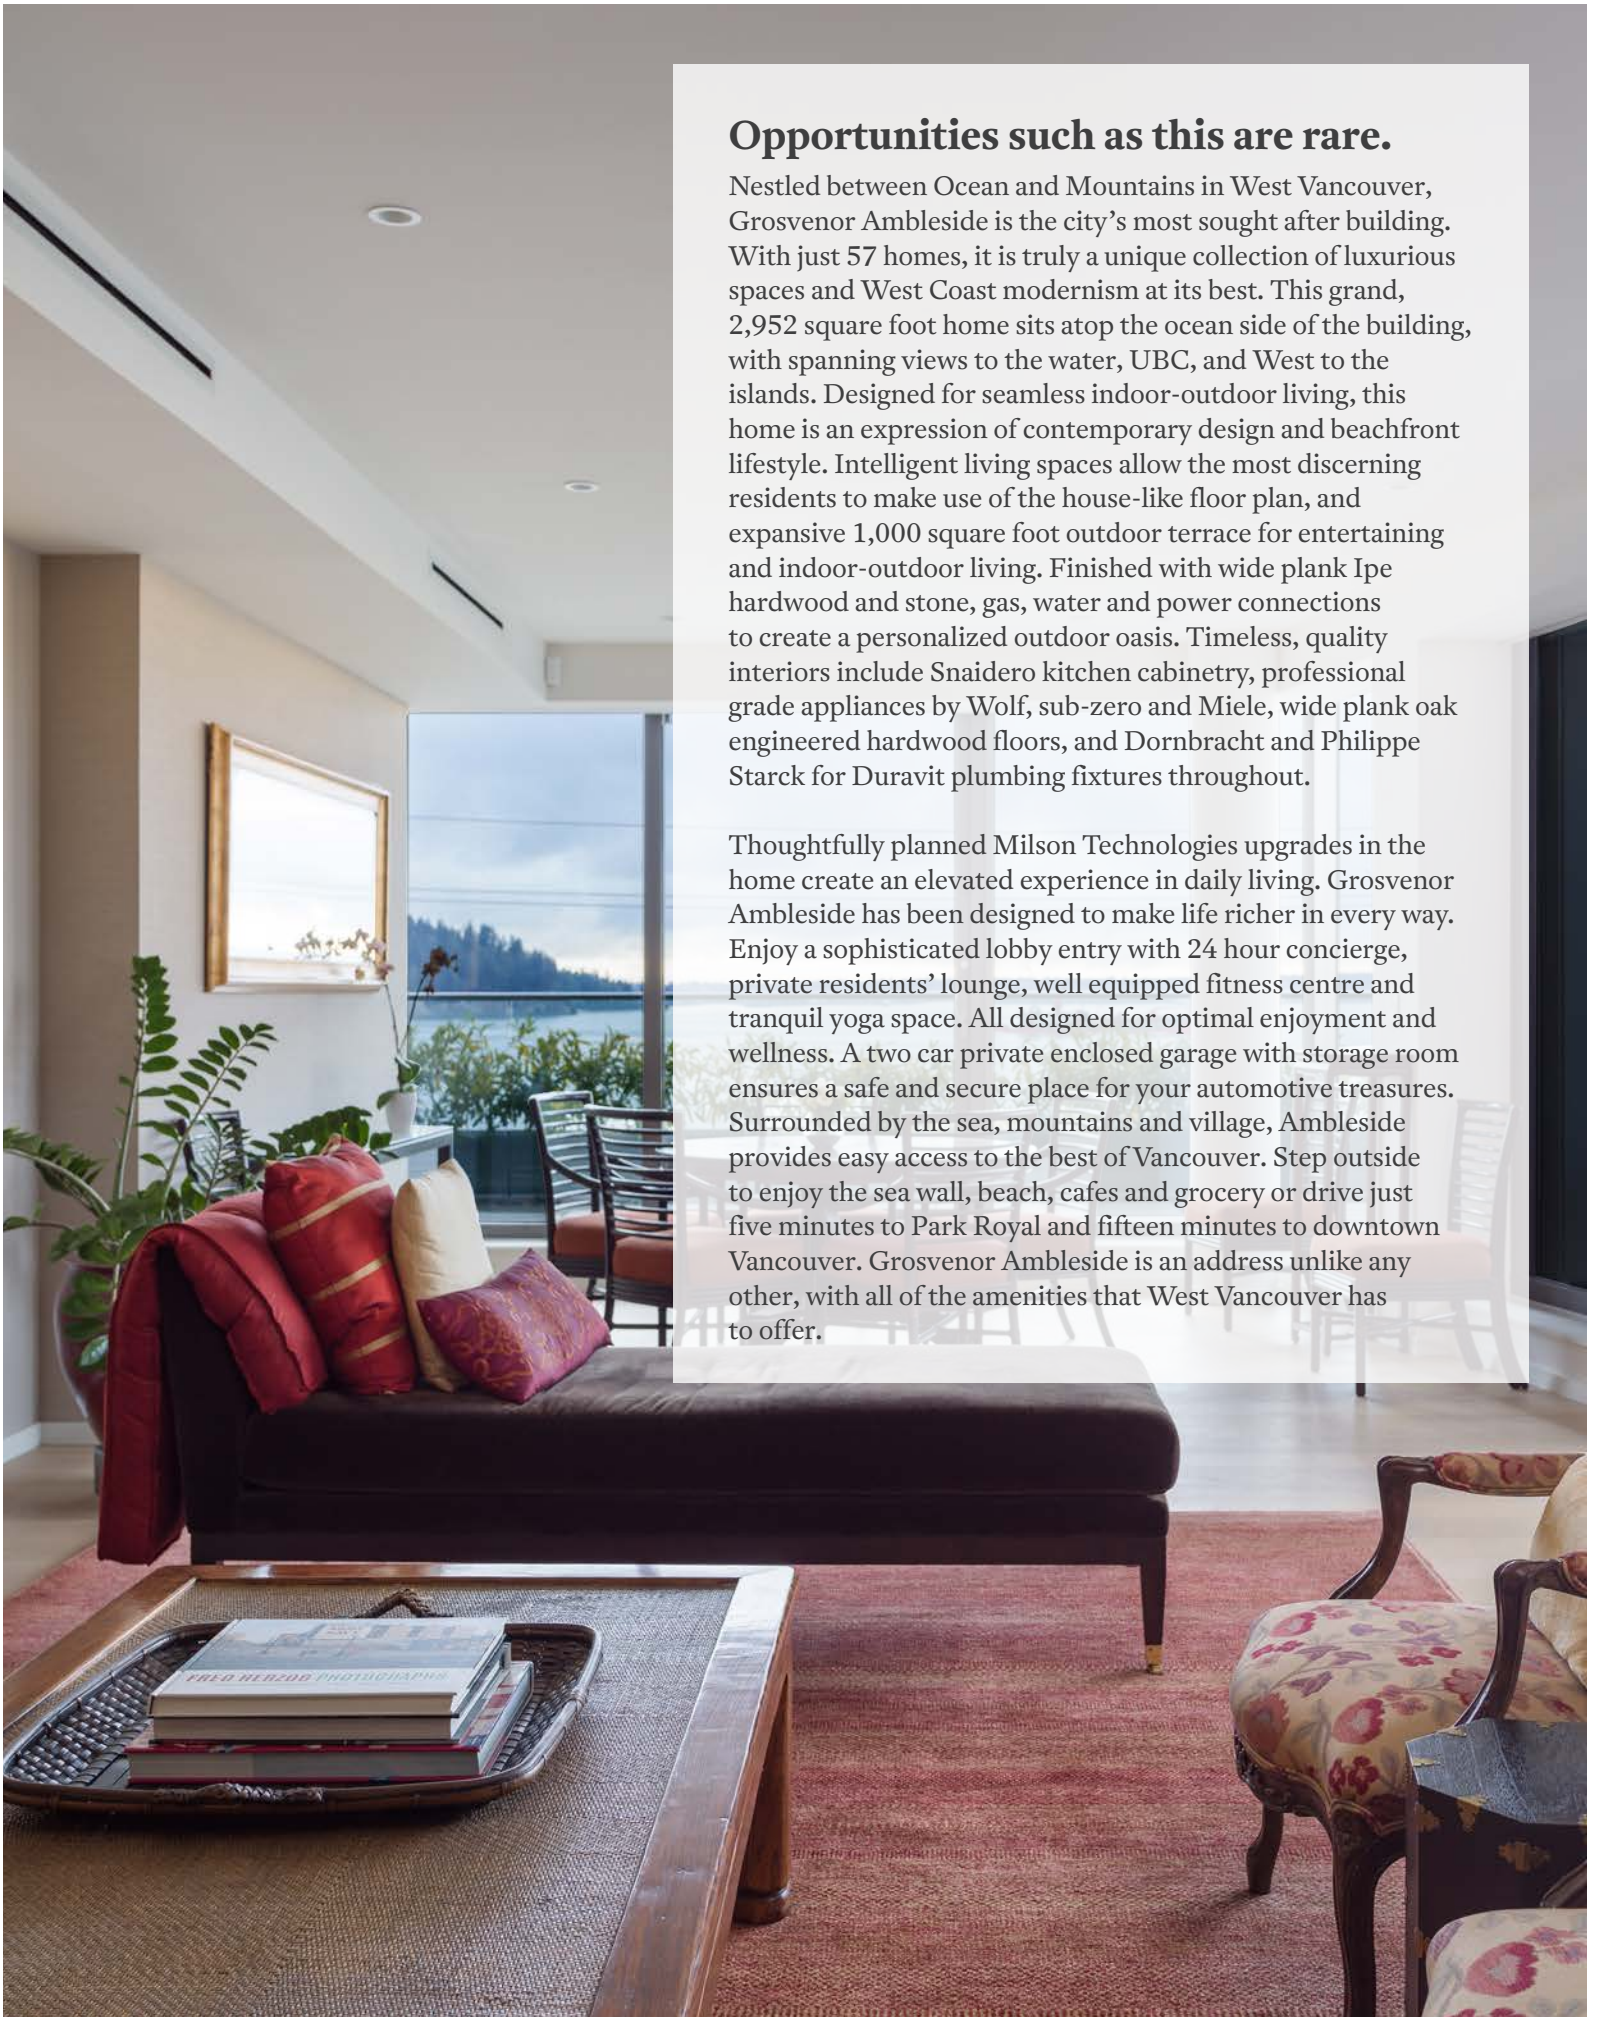 Opportunities such as this are rare.
Nestled between Ocean and Mountains in West Vancouver,
Grosvenor Ambleside is the city's most sought after building.
With just 57 homes, it is truly a unique collection of luxurious
spaces and West Coast modernism at its best. This grand,
2,952 square foot home sits atop the ocean side of the building,
with spanning views to the water, UBC, and West to the
islands. Designed for seamless indoor-outdoor living, this
home is an expression of contemporary design and beachfront
lifestyle. Intelligent living spaces allow the most discerning
residents to make use of the house-like floor plan, and
expansive 1,000 square foot outdoor terrace for entertaining
and indoor-outdoor living. Finished with wide plank Ipe
hardwood and stone, gas, water and power connections
to create a personalized outdoor oasis. Timeless, quality
interiors include Snaidero kitchen cabinetry, professional
grade appliances by Wolf, sub-zero and Miele, wide plank oak
engineered hardwood floors, and Dornbracht and Philippe
Starck for Duravit plumbing fixtures throughout.
Thoughtfully planned Milson Technologies upgrades in the
home create an elevated experience in daily living. Grosvenor
Ambleside has been designed to make life richer in every way.
Enjoy a sophisticated lobby entry with 24 hour concierge,
private residents' lounge, well equipped fitness centre and
tranquil yoga space. All designed for optimal enjoyment and
wellness. A two car private enclosed garage with storage room
ensures a safe and secure place for your automotive treasures.
Surrounded by the sea, mountains and village, Ambleside
provides easy access to the best of Vancouver. Step outside
to enjoy the sea wall, beach, cafes and grocery or drive just
five minutes to Park Royal and fifteen minutes to downtown
Vancouver. Grosvenor Ambleside is an address unlike any
other, with all of the amenities that West Vancouver has
to offer.
FRED HERZOG PHOTOGRAPHS